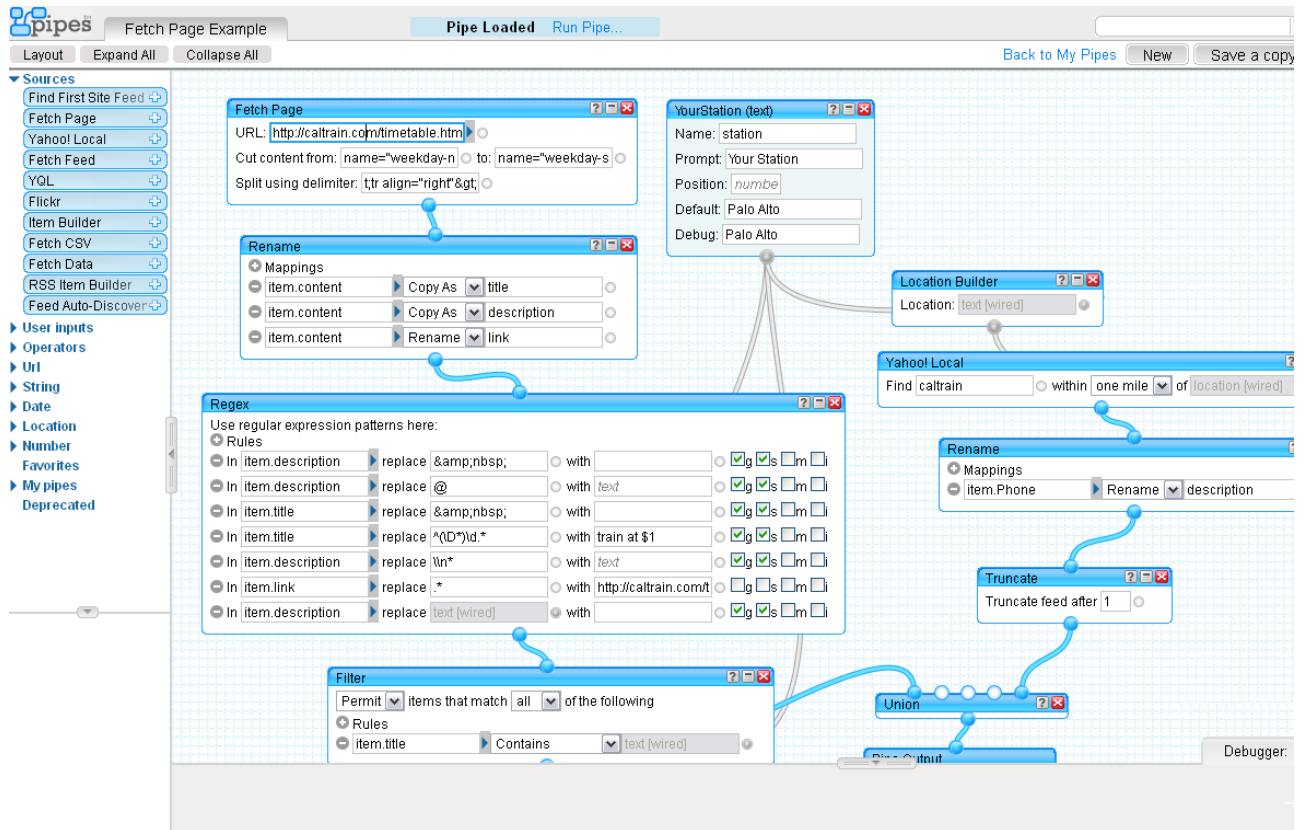 pipes Fetch Page Example Pipe Loaded Run Pipe...
Layout Expand All Collapse All Back to My Pipes New Save a copy
Sources
Find First Site Feed
Fetch Page
Yahoo! Local
Fetch Feed
YQL
Flickr
Item Builder
Fetch CSV
Fetch Data
RSS Item Builder
Feed Auto-Discover
User inputs
Operators
Url
String
Date
Location
Number
Favorites
My pipes
Deprecated
Fetch Page
URL: http://caltrain.com/timetable.htm
Cut content from: name="weekday-n to: name="weekday-s
Split using delimiter: t;tr align="right"&gt;
Rename
Mappings
item.content Copy As title
item.content Copy As description
item.content Rename link
YourStation (text)
Name: station
Prompt: Your Station
Position: numbe
Default: Palo Alto
Debug: Palo Alto
Location Builder
Location: text [wired]
Yahoo! Local
Find caltrain within one mile of location [wired]
Rename
Mappings
item.Phone Rename description
Truncate
Truncate feed after 1
Regex
Use regular expression patterns here:
Rules
In item.description replace &amp;nbsp; with g s m i
In item.description replace @ with text g s m i
In item.title replace &amp;nbsp; with g s m i
In item.title replace ^(\D*)\d.* with train at $1 g s m i
In item.description replace \\n* with text g s m i
In item.link replace .* with http://caltrain.com/t g s m i
In item.description replace text [wired] with g s m i
Filter
Permit items that match all of the following
Rules
item.title Contains text [wired]
Union
Pipe Output
Debugger: